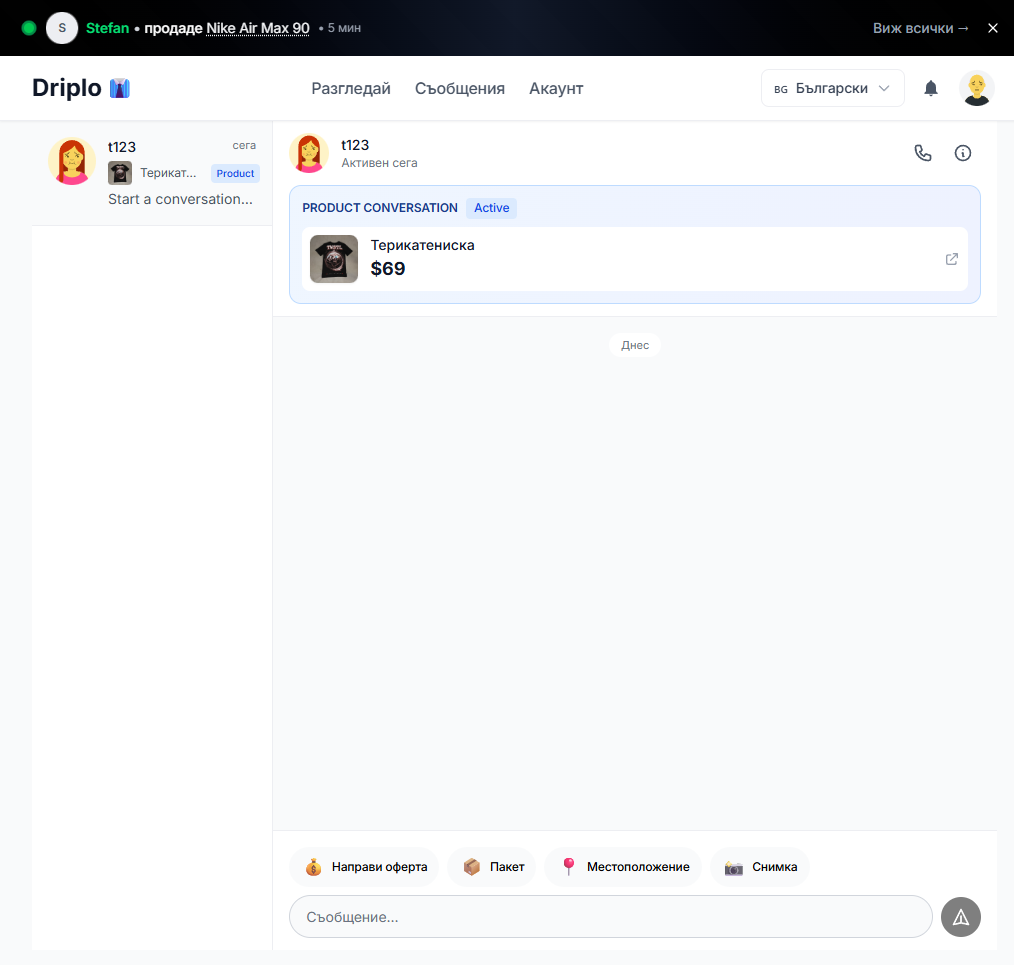 S Stefan • продаде Nike Air Max 90 • 5 мин Виж всички →
Driplo Разгледай Съобщения Акаунт BG Български
t123 сега
Терикат... Product
Start a conversation...
t123
Активен сега
PRODUCT CONVERSATION Active
Терикатениска
$69
Днес
Направи оферта Пакет Местоположение Снимка
Съобщение...